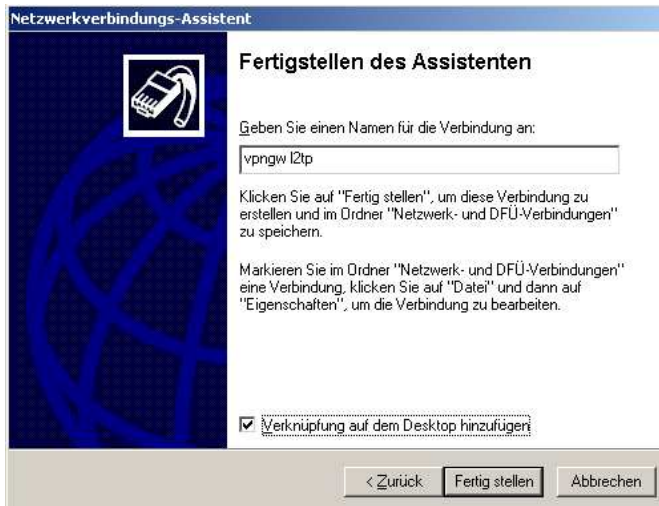 Netzwerkverbindungs-Assistent
Fertigstellen des Assistenten
Geben Sie einen Namen für die Verbindung an:
vpngw l2tp
Klicken Sie auf "Fertig stellen", um diese Verbindung zu
erstellen und im Ordner "Netzwerk- und DFÜ-Verbindungen"
zu speichern.
Markieren Sie im Ordner "Netzwerk- und DFÜ-Verbindungen"
eine Verbindung, klicken Sie auf "Datei" und dann auf
"Eigenschaften", um die Verbindung zu bearbeiten.
Verknüpfung auf dem Desktop hinzufügen
< Zurück Fertig stellen Abbrechen